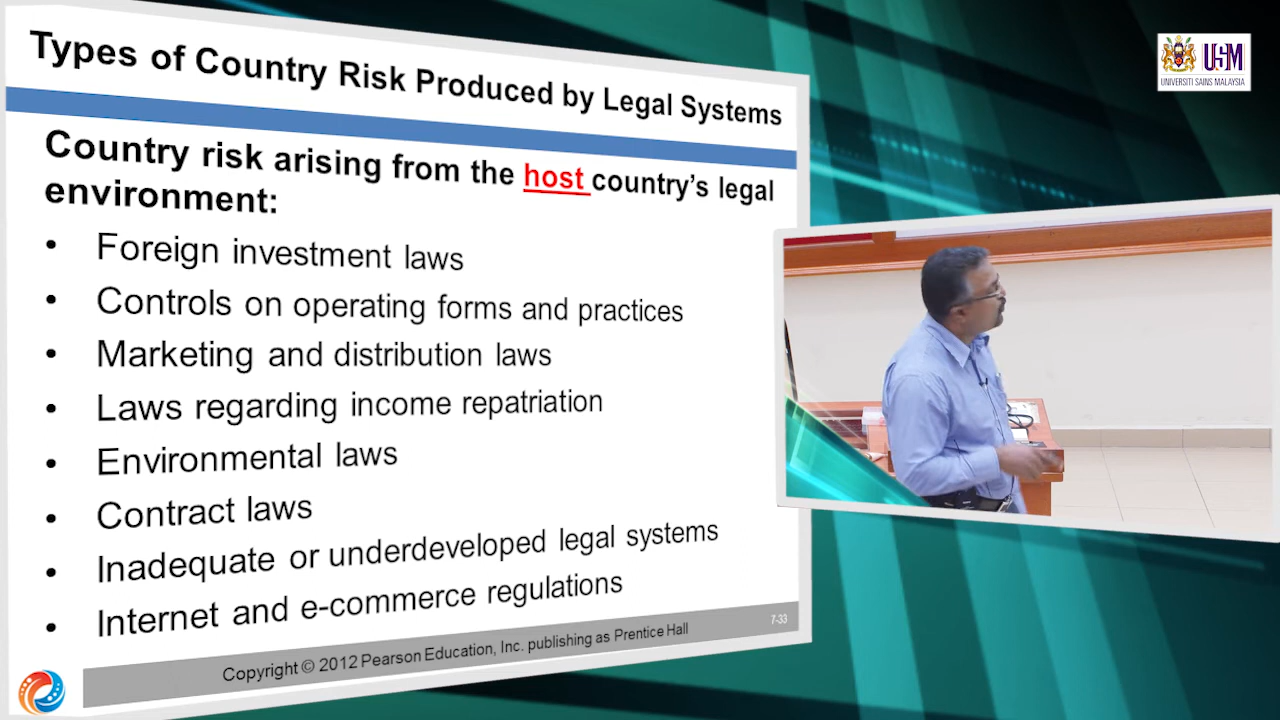 Types of Country Risk Produced by Legal Systems
Country risk arising from the host country's legal
environment:
• Foreign investment laws
• Controls on operating forms and practices
• Marketing and distribution laws
• Laws regarding income repatriation
• Environmental laws
• Contract laws
• Inadequate or underdeveloped legal systems
• Internet and e-commerce regulations
7-33
Copyright © 2012 Pearson Education, Inc. publishing as Prentice Hall
USM
UNIVERSITI SAINS MALAYSIA